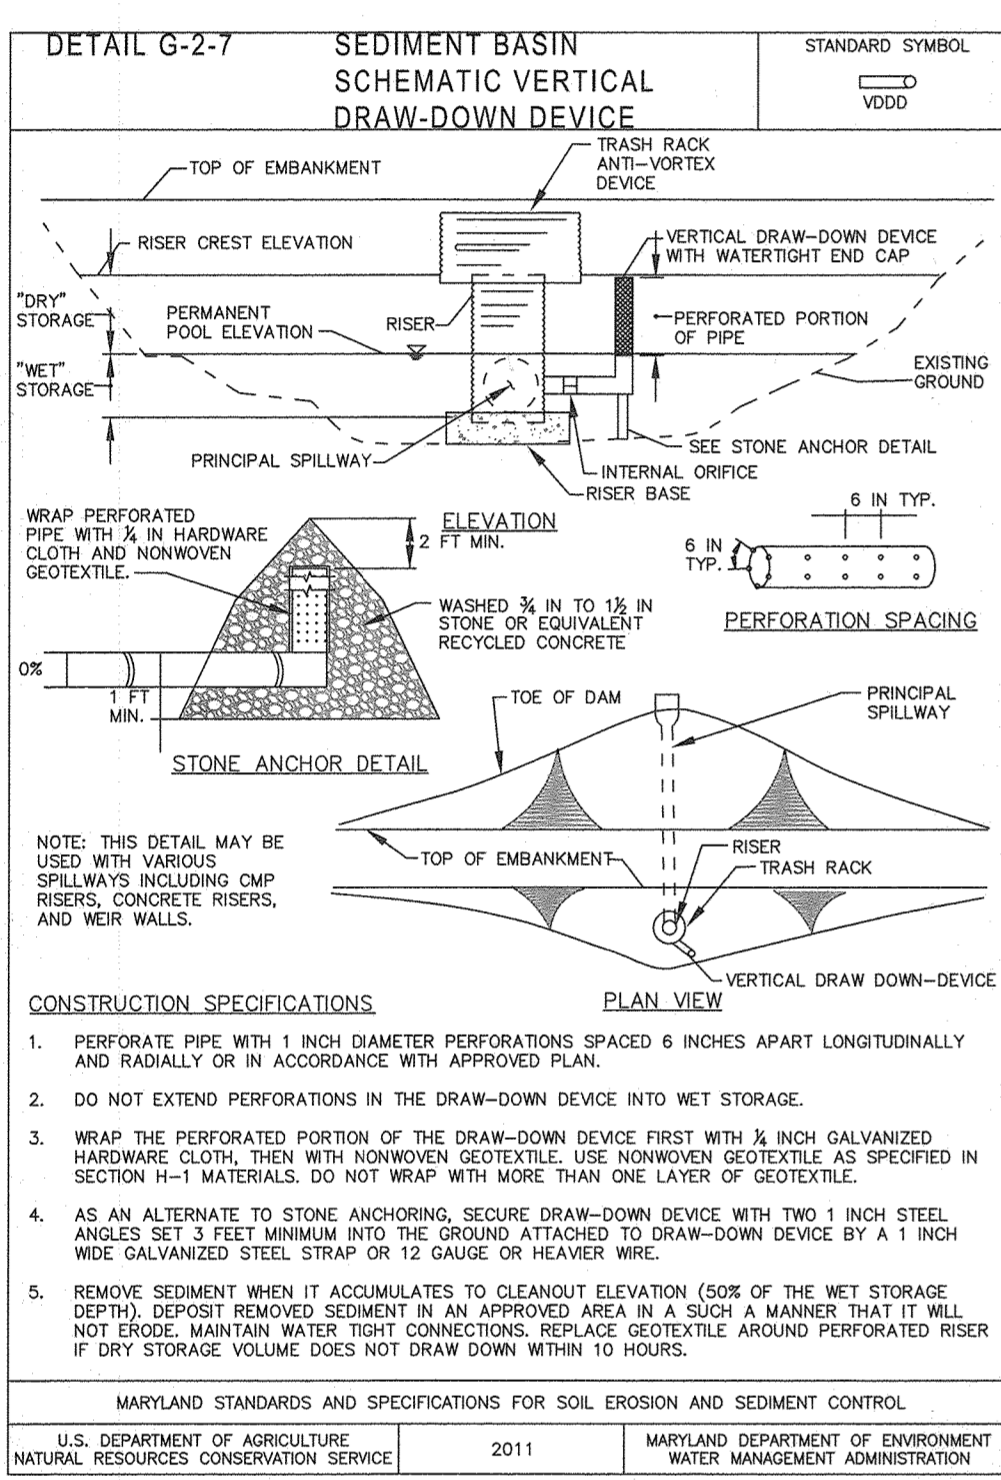 DETAIL G-2-7
SEDIMENT BASIN
SCHEMATIC VERTICAL
DRAW-DOWN DEVICE
STANDARD SYMBOL
VDDD
TOP OF EMBANKMENT
TRASH RACK
ANTI-VORTEX
DEVICE
RISER CREST ELEVATION
VERTICAL DRAW-DOWN DEVICE
WITH WATERTIGHT END CAP
"DRY"
STORAGE
PERMANENT
POOL ELEVATION
RISER
PERFORATED PORTION
OF PIPE
"WET"
STORAGE
EXISTING
GROUND
PRINCIPAL SPILLWAY
SEE STONE ANCHOR DETAIL
INTERNAL ORIFICE
RISER BASE
ELEVATION
WRAP PERFORATED
PIPE WITH ¼ IN HARDWARE
CLOTH AND NONWOVEN
GEOTEXTILE.
2 FT MIN.
WASHED ¾ IN TO 1½ IN
STONE OR EQUIVALENT
RECYCLED CONCRETE
0%
1 FT
MIN.
STONE ANCHOR DETAIL
6 IN TYP.
6 IN
TYP.
PERFORATION SPACING
TOE OF DAM
PRINCIPAL
SPILLWAY
NOTE: THIS DETAIL MAY BE
USED WITH VARIOUS
SPILLWAYS INCLUDING CMP
RISERS, CONCRETE RISERS,
AND WEIR WALLS.
TOP OF EMBANKMENT
RISER
TRASH RACK
VERTICAL DRAW DOWN-DEVICE
PLAN VIEW
CONSTRUCTION SPECIFICATIONS
1. PERFORATE PIPE WITH 1 INCH DIAMETER PERFORATIONS SPACED 6 INCHES APART LONGITUDINALLY
AND RADIALLY OR IN ACCORDANCE WITH APPROVED PLAN.
2. DO NOT EXTEND PERFORATIONS IN THE DRAW-DOWN DEVICE INTO WET STORAGE.
3. WRAP THE PERFORATED PORTION OF THE DRAW-DOWN DEVICE FIRST WITH ¼ INCH GALVANIZED
HARDWARE CLOTH, THEN WITH NONWOVEN GEOTEXTILE. USE NONWOVEN GEOTEXTILE AS SPECIFIED IN
SECTION H-1 MATERIALS. DO NOT WRAP WITH MORE THAN ONE LAYER OF GEOTEXTILE.
4. AS AN ALTERNATE TO STONE ANCHORING, SECURE DRAW-DOWN DEVICE WITH TWO 1 INCH STEEL
ANGLES SET 3 FEET MINIMUM INTO THE GROUND ATTACHED TO DRAW-DOWN DEVICE BY A 1 INCH
WIDE GALVANIZED STEEL STRAP OR 12 GAUGE OR HEAVIER WIRE.
5. REMOVE SEDIMENT WHEN IT ACCUMULATES TO CLEANOUT ELEVATION (50% OF THE WET STORAGE
DEPTH). DEPOSIT REMOVED SEDIMENT IN AN APPROVED AREA IN A SUCH A MANNER THAT IT WILL
NOT ERODE. MAINTAIN WATER TIGHT CONNECTIONS. REPLACE GEOTEXTILE AROUND PERFORATED RISER
IF DRY STORAGE VOLUME DOES NOT DRAW DOWN WITHIN 10 HOURS.
MARYLAND STANDARDS AND SPECIFICATIONS FOR SOIL EROSION AND SEDIMENT CONTROL
U.S. DEPARTMENT OF AGRICULTURE
NATURAL RESOURCES CONSERVATION SERVICE
2011
MARYLAND DEPARTMENT OF ENVIRONMENT
WATER MANAGEMENT ADMINISTRATION